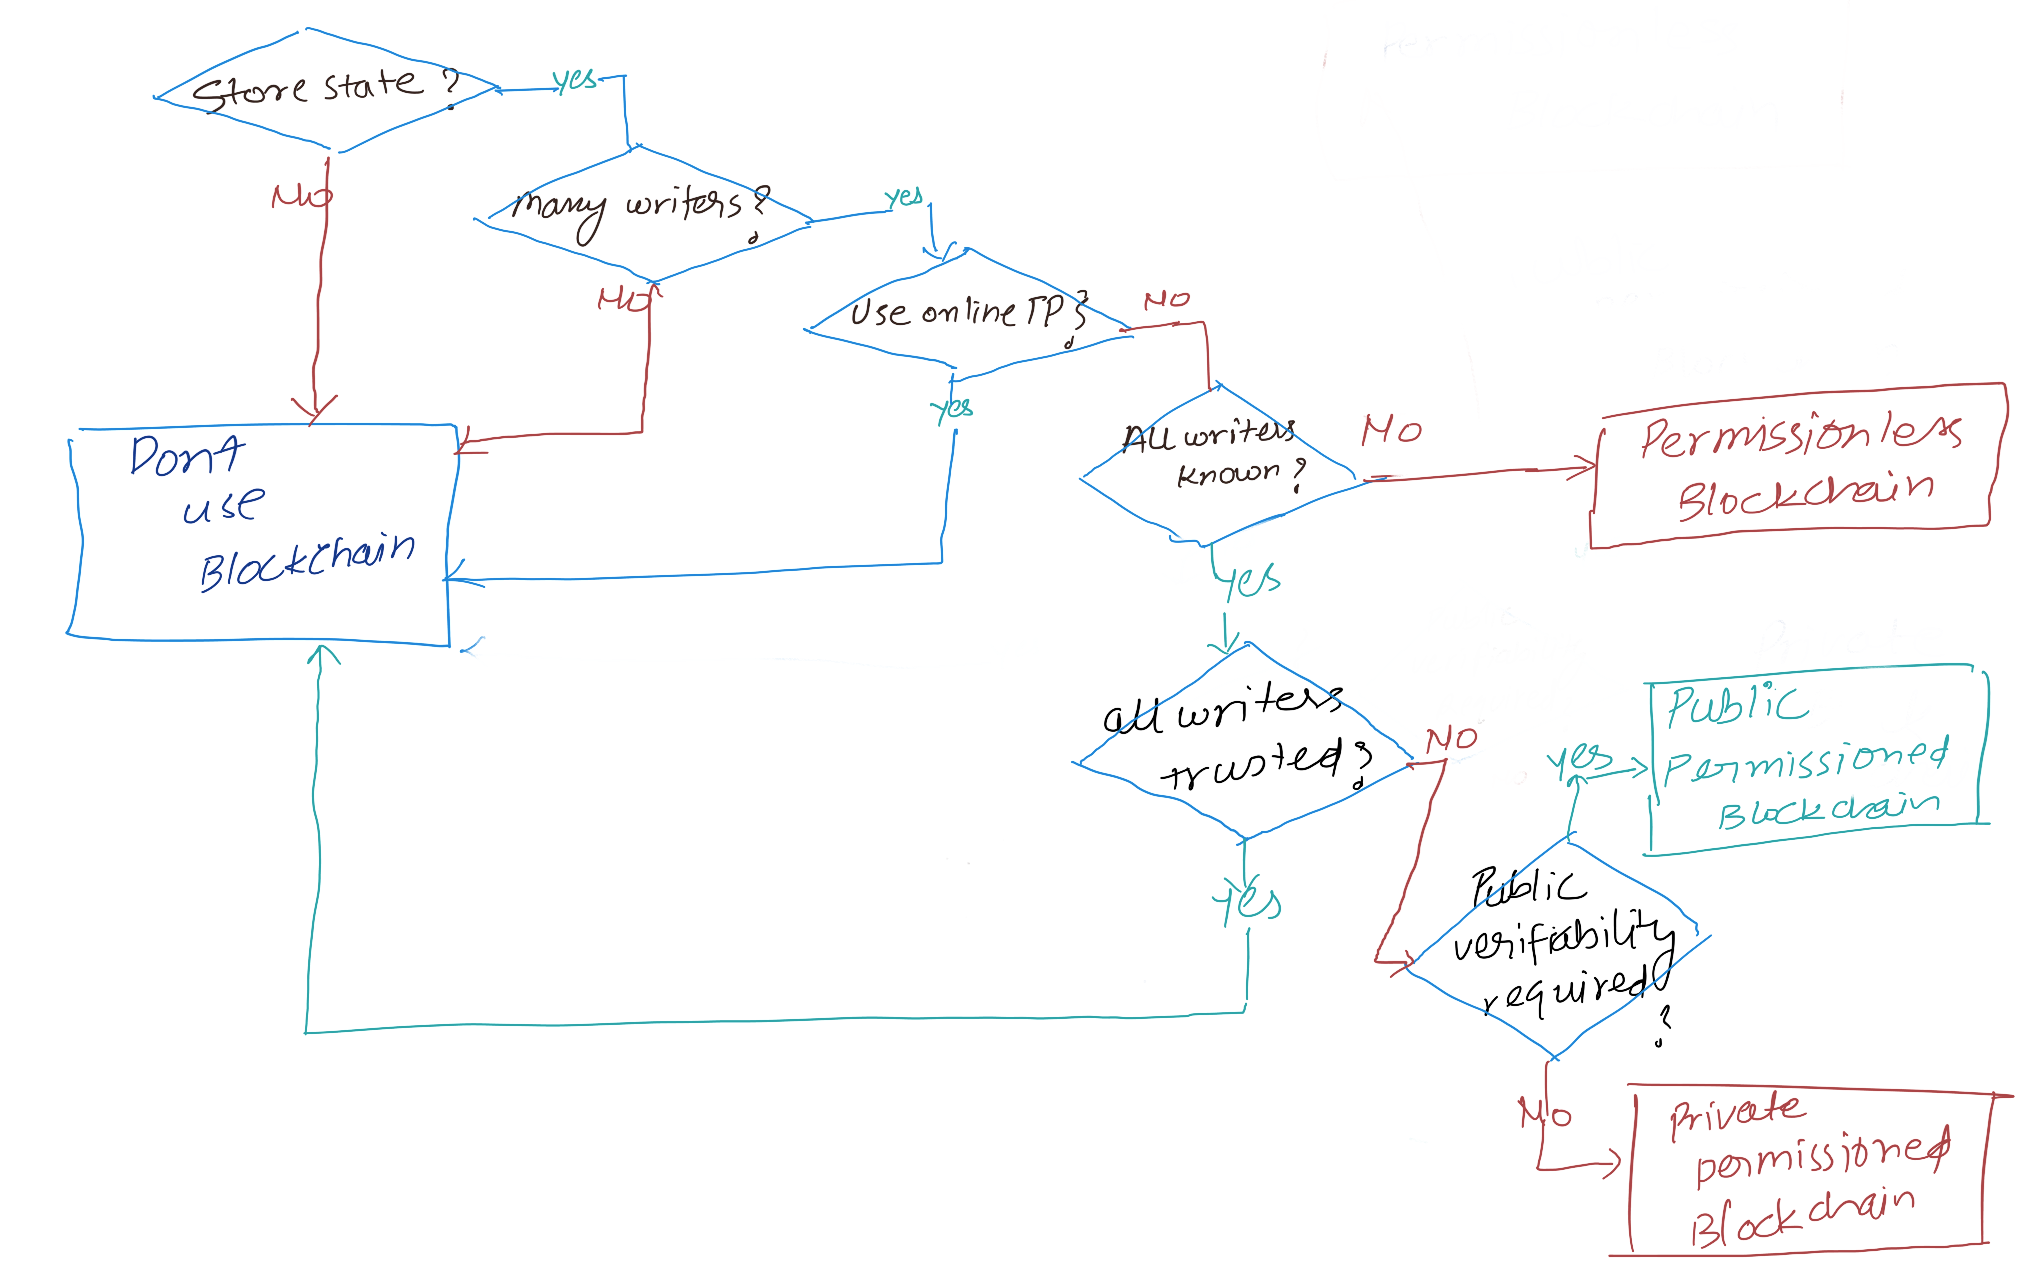 Store state ?
yes
NO
many writers?
yes
NO
Use online TP?
NO
yes
All writers
known ?
NO
Permissionless
Blockchain
Dont
use
Blockchain
yes
all writers
trusted?
NO
yes
Public
Permissioned
Blockchain
yes
Public
verifiability
required
?
NO
Private
permissioned
Blockchain